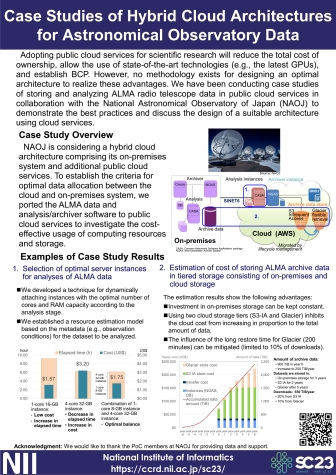 Case Studies of Hybrid Cloud Architectures
for Astronomical Observatory Data
Adopting public cloud services for scientific research will reduce the total cost of
ownership, allow the use of state-of-the-art technologies (e.g., the latest GPUs),
and establish BCP. However, no methodology exists for designing an optimal
architecture to realize these advantages. We have been conducting case studies
of storing and analyzing ALMA radio telescope data in public cloud services in
collaboration with the National Astronomical Observatory of Japan (NAOJ) to
demonstrate the best practices and discuss the design of a suitable architecture
using cloud services.
Case Study Overview
NAOJ is considering a hybrid cloud
architecture comprising its on-premises
system and additional public cloud
services. To establish the criteria for
optimal data allocation between the
cloud and on-premises system, we
ported the ALMA data and
analysis/archiver software to public
cloud services to investigate the cost-
effective usage of computing resources
and storage.
Archiver
Analysis instances
Archiver instance
Analysis
SINET6
1.
2.
Archive data
Archive data share
Cloud (AWS)
On-premises
Migrated by
lifecycle management
Examples of Case Study Results
1. Selection of optimal server instances
for analyses of ALMA data
■We developed a technique for dynamically
attaching instances with the optimal number of
cores and RAM capacity according to the
analysis stage.
■We established a resource estimation model
based on the metadata (e.g., observation
conditions) for the dataset to be analyzed.
Elapsed time (h)
Cost (US$)
$1.57
$3.20
$1.75
1-core 16-GB
instance:
- Low cost
- Increase in
elapsed time
4-core 32-GB
instance:
- Decrease in
elapsed time
- Increase in
cost
Combination of 1-
core 8-GB instance
and 4-core 32-GB
instance:
- Optimal balance
2. Estimation of cost of storing ALMA archive data
in tiered storage consisting of on-premises and
cloud storage
The estimation results show the following advantages:
■Investment in on-premises storage can be kept constant.
■Using two cloud storage tiers (S3-IA and Glacier) inhibits
the cloud cost from increasing in proportion to the total
amount of data.
■The influence of the long restore time for Glacier (200
minutes) can be mitigated (limited to 10% of downloads).
Glacier store cost
S3 IA store cost
transfer cost
Accumulated data
amount (TiB)
Amount of archive data:
Acknowledgment: We would like to thank the PoC members at NAOJ for providing data and support.
NII
National Institute of Informatics
https://ccrd.nii.ac.jp/sc23/
SC23